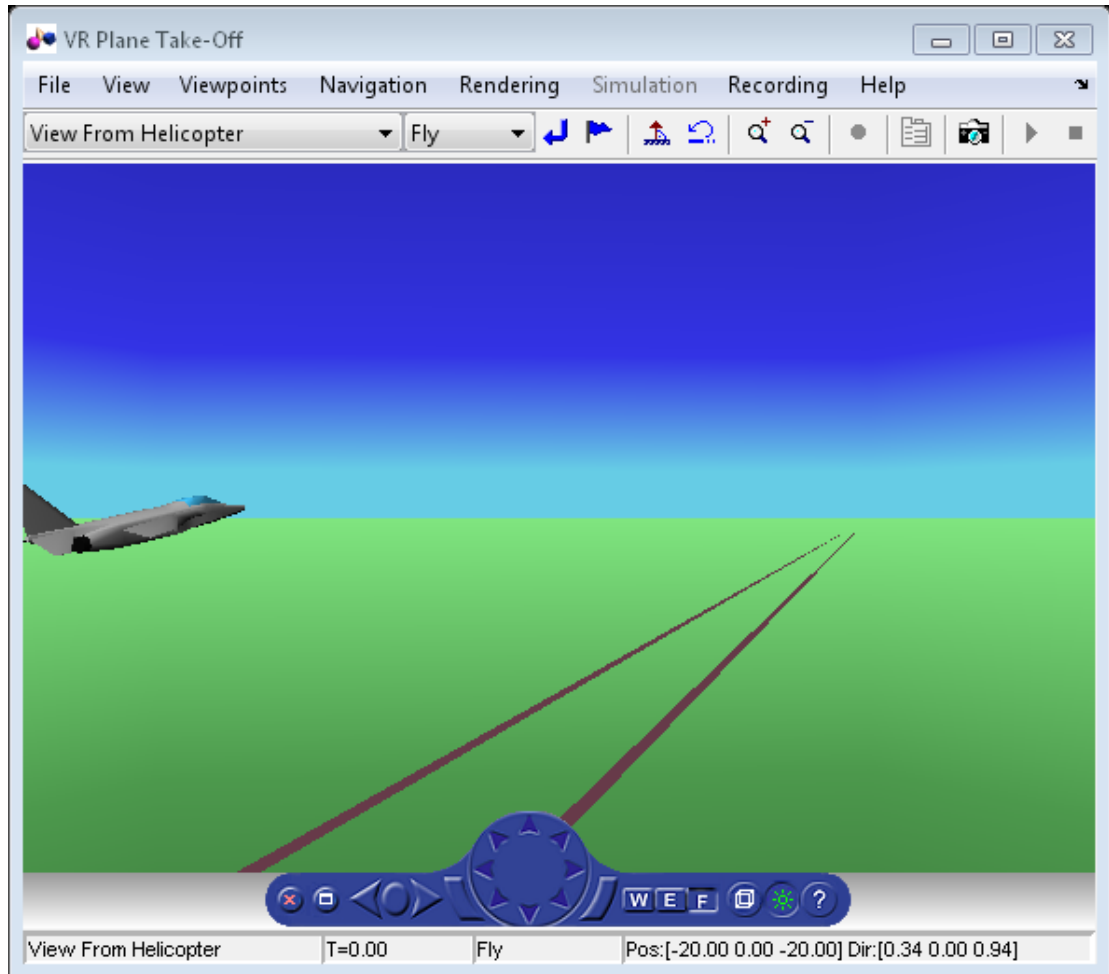 VR Plane Take-Off
File View Viewpoints Navigation Rendering Simulation Recording Help
View From Helicopter Fly
W E F ?
View From Helicopter T=0.00 Fly Pos:[-20.00 0.00 -20.00] Dir:[0.34 0.00 0.94]